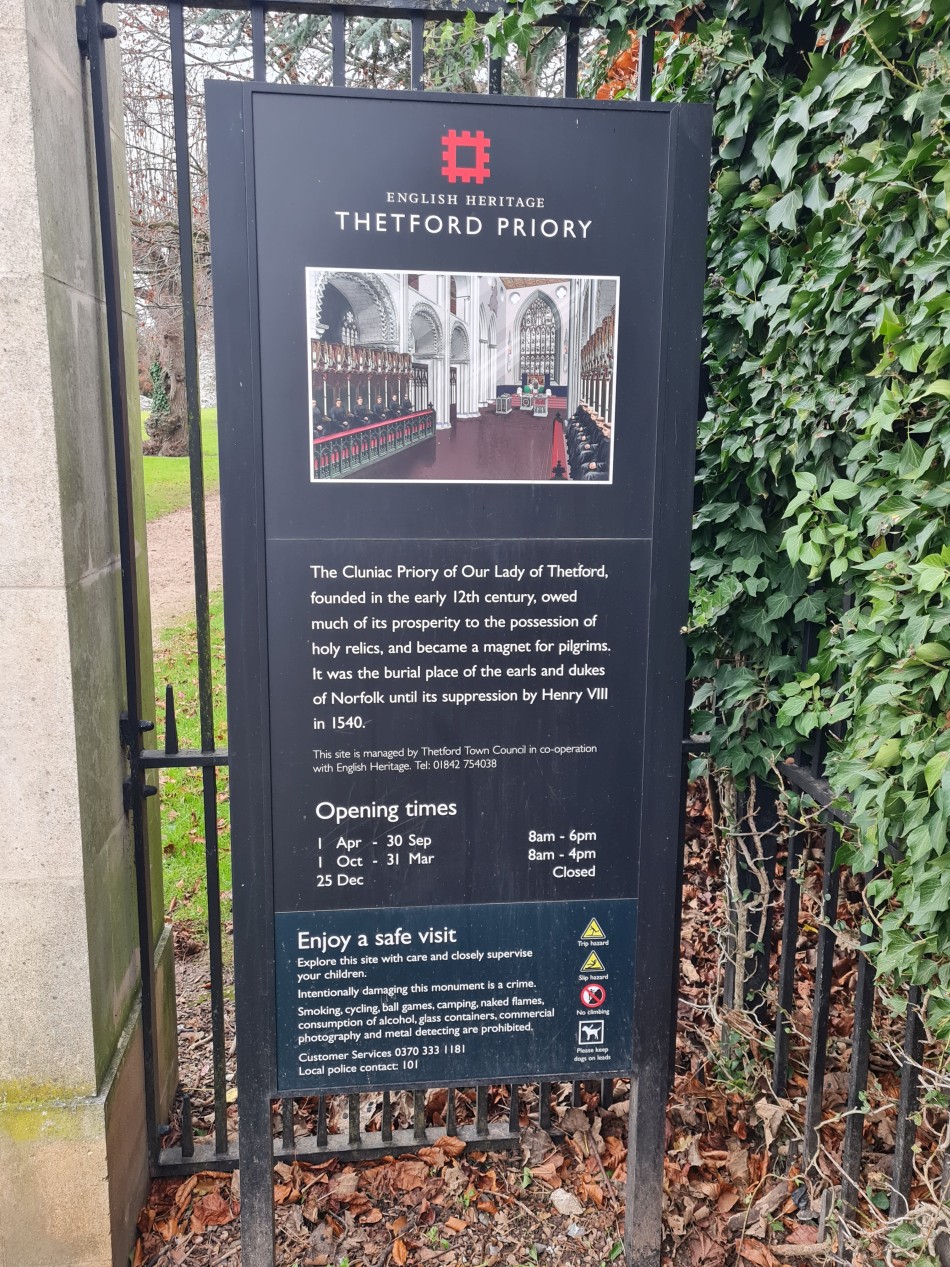 ENGLISH HERITAGE
THETFORD PRIORY
The Cluniac Priory of Our Lady of Thetford,
founded in the early 12th century, owed
much of its prosperity to the possession of
holy relics, and became a magnet for pilgrims.
It was the burial place of the earls and dukes
of Norfolk until its suppression by Henry VIII
in 1540.
This site is managed by Thetford Town Council in co-operation
with English Heritage. Tel: 01842 754038
Opening times
1 Apr - 30 Sep 8am - 6pm
1 Oct - 31 Mar 8am - 4pm
25 Dec Closed
Enjoy a safe visit
Explore this site with care and closely supervise
your children.
Intentionally damaging this monument is a crime.
Smoking, cycling, ball games, camping, naked flames,
consumption of alcohol, glass containers, commercial
photography and metal detecting are prohibited.
Customer Services 0370 333 1181
Local police contact: 101
Trip hazard
Slip hazard
No climbing
Please keep
dogs on leads